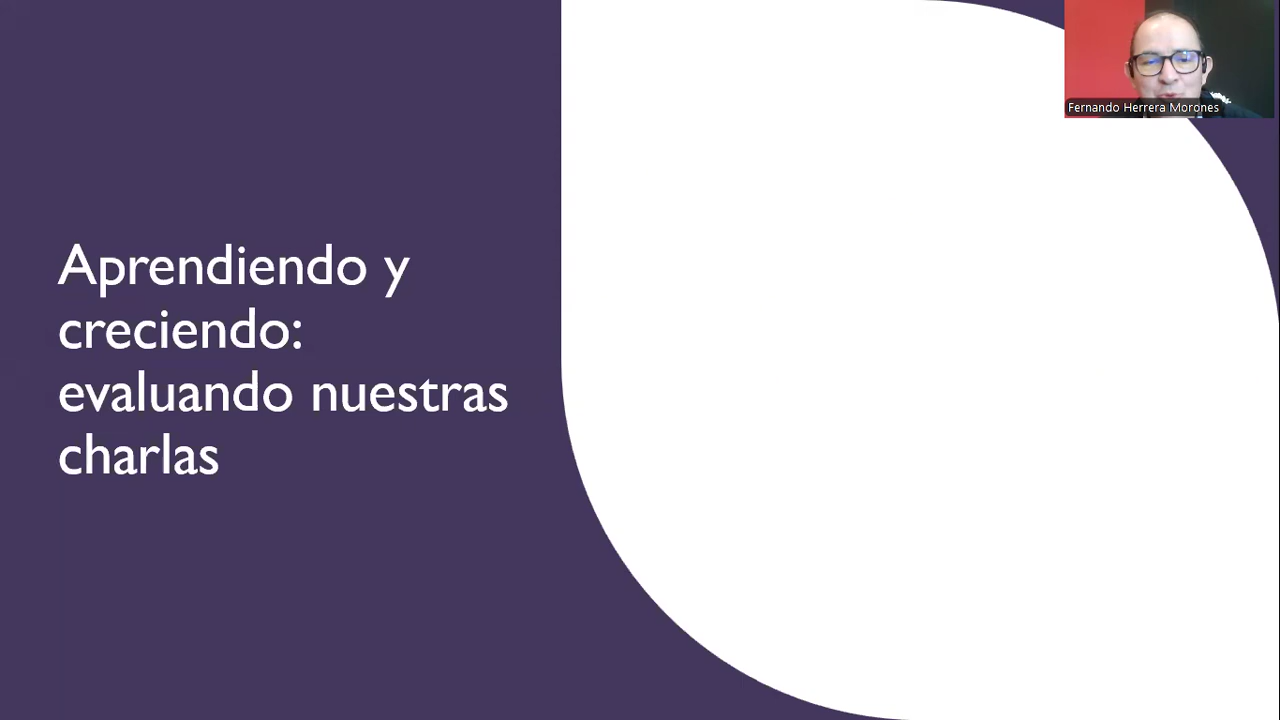 Aprendiendo y
creciendo:
evaluando nuestras
charlas
Fernando Herrera Morones